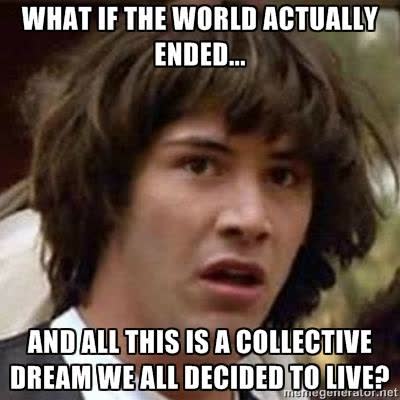 WHAT IF THE WORLD ACTUALLY
ENDED...
AND ALL THIS IS A COLLECTIVE
DREAM WE ALL DECIDED TO LIVE?
memegenerator.net